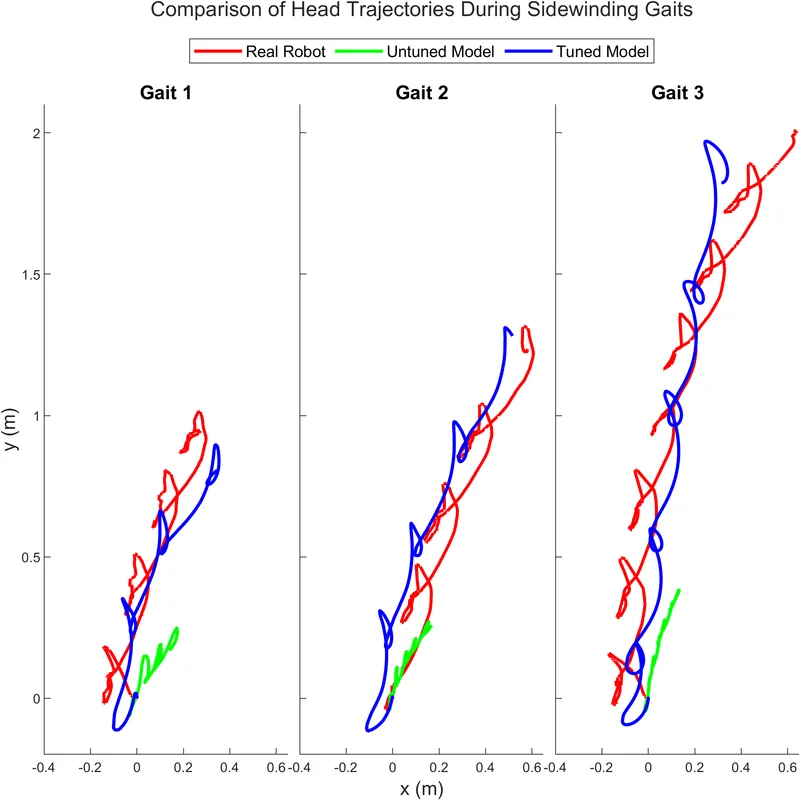 Comparison of Head Trajectories During Sidewinding Gaits
Real Robot Untuned Model Tuned Model
Gait 1 Gait 2 Gait 3
2
1.5
1
0.5
0
y (m)
-0.4 -0.2 0 0.2 0.4 0.6 -0.4 -0.2 0 0.2 0.4 0.6 -0.4 -0.2 0 0.2 0.4 0.6
x (m)